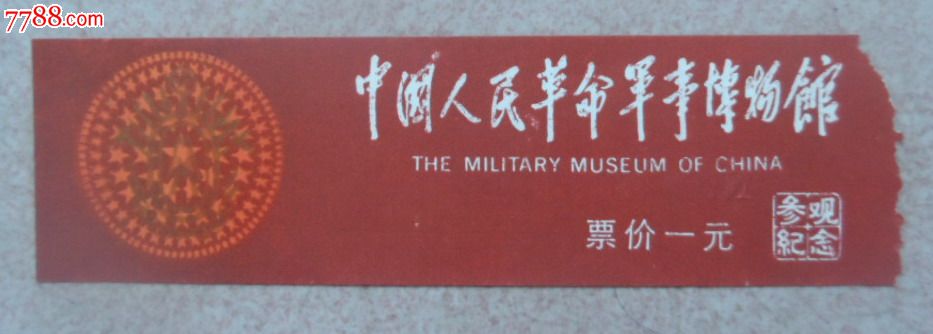 7788.com
中國人民革命军事博物館
THE MILITARY MUSEUM OF CHINA
票价一元
参观
紀念